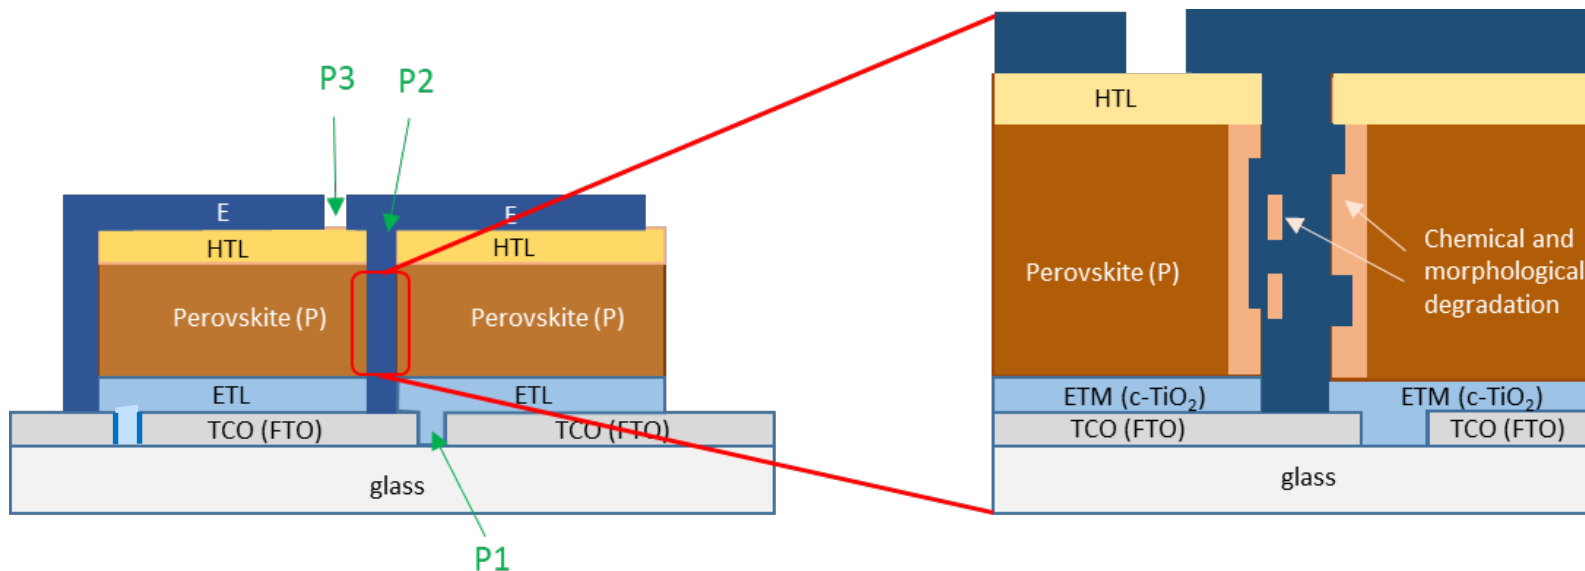 P3
P2
E
E
HTL
HTL
Perovskite (P)
Perovskite (P)
ETL
ETL
TCO (FTO)
TCO (FTO)
glass
P1
HTL
Perovskite (P)
Chemical and
morphological
degradation
ETM (c-TiO₂)
ETM (c-TiO₂)
TCO (FTO)
TCO (FTO)
glass